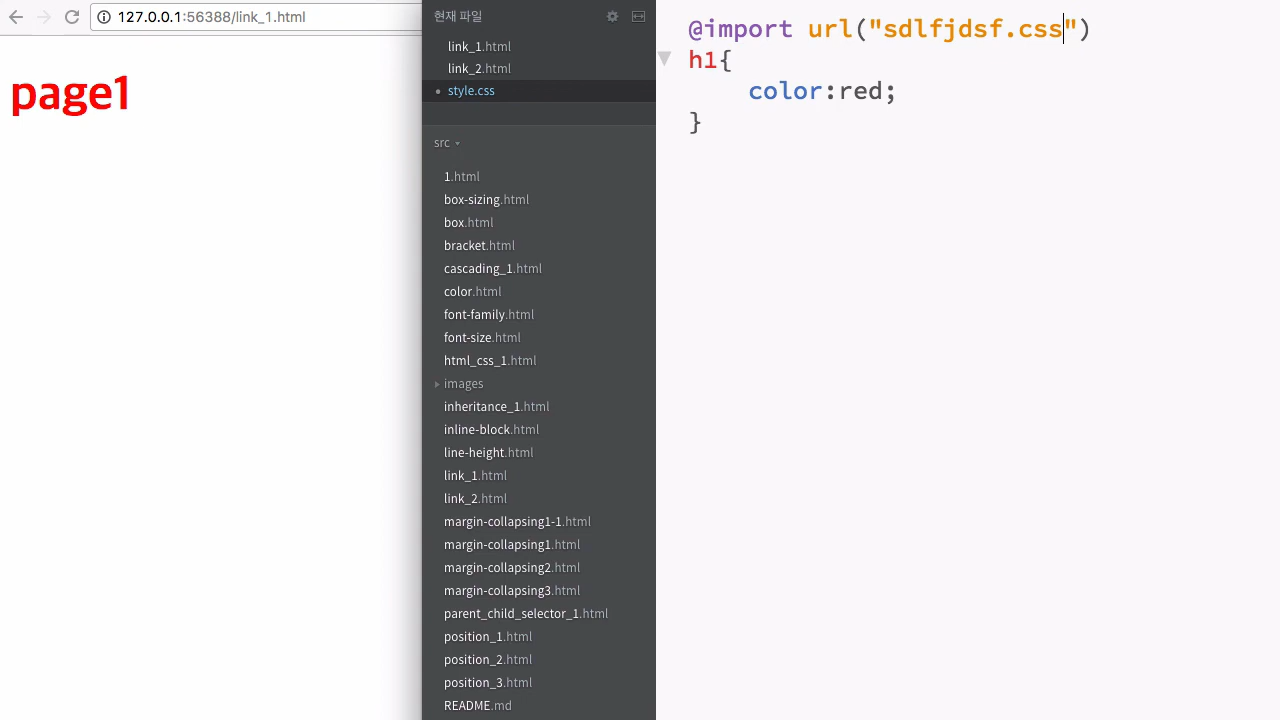 127.0.0.1:56388/link_1.html
page1
현재 파일
link_1.html
link_2.html
style.css
src
1.html
box-sizing.html
box.html
bracket.html
cascading_1.html
color.html
font-family.html
font-size.html
html_css_1.html
images
inheritance_1.html
inline-block.html
line-height.html
link_1.html
link_2.html
margin-collapsing1-1.html
margin-collapsing1.html
margin-collapsing2.html
margin-collapsing3.html
parent_child_selector_1.html
position_1.html
position_2.html
position_3.html
README.md
@import url("sdlfjdsf.css")
h1{
color:red;
}